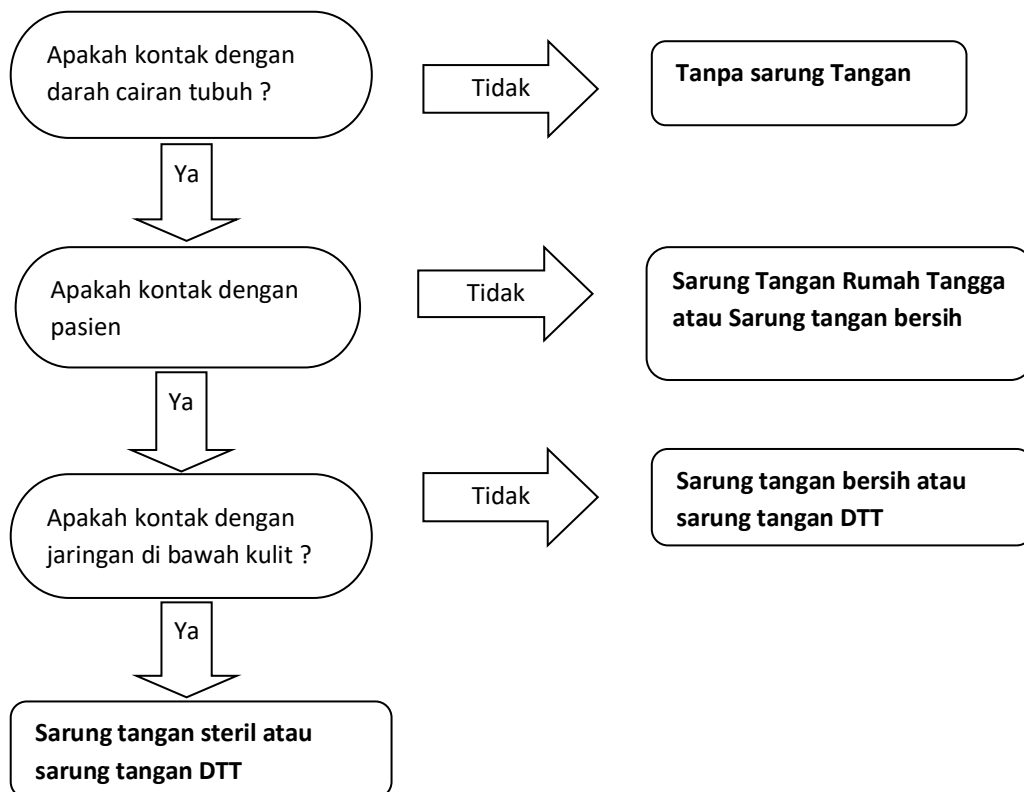 Apakah kontak dengan
darah cairan tubuh ?
Tidak
Tanpa sarung Tangan
Ya
Apakah kontak dengan
pasien
Tidak
Sarung Tangan Rumah Tangga
atau Sarung tangan bersih
Ya
Apakah kontak dengan
jaringan di bawah kulit ?
Tidak
Sarung tangan bersih atau
sarung tangan DTT
Ya
Sarung tangan steril atau
sarung tangan DTT